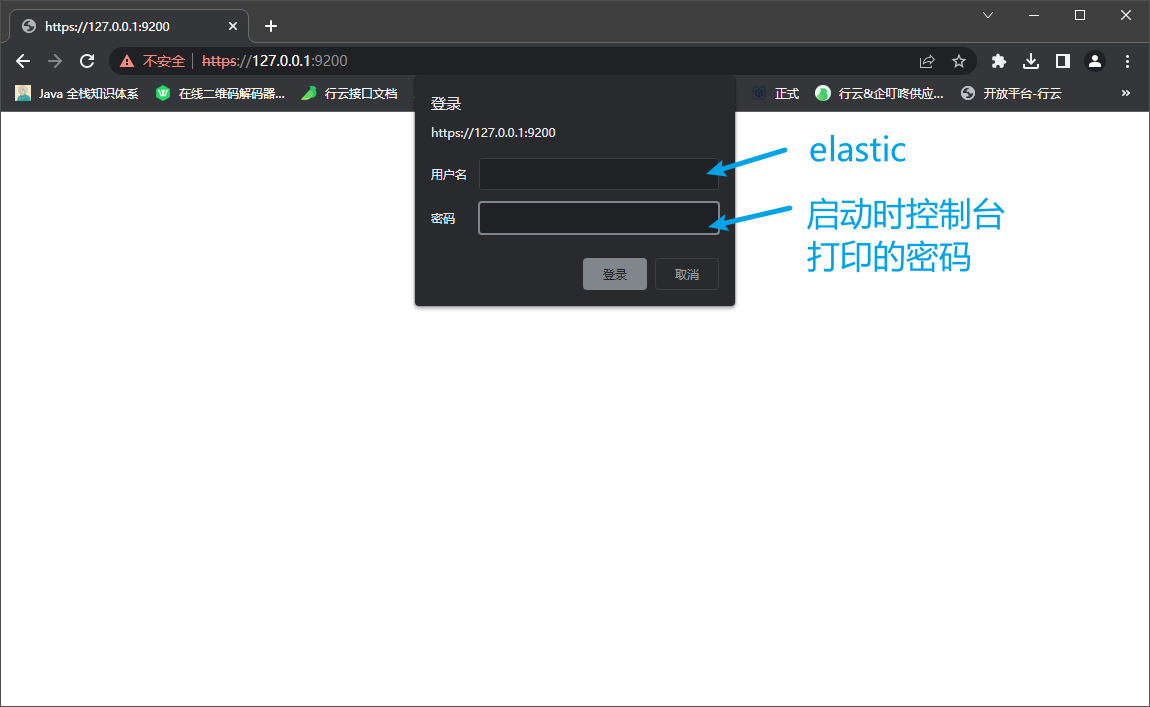 https://127.0.0.1:9200
不安全 https://127.0.0.1:9200
Java 全栈知识体系 在线二维码解码器... 行云接口文档 正式 行云&企叮咚供应... 开放平台-行云 »
登录
https://127.0.0.1:9200
用户名
密码
登录 取消
elastic
启动时控制台
打印的密码